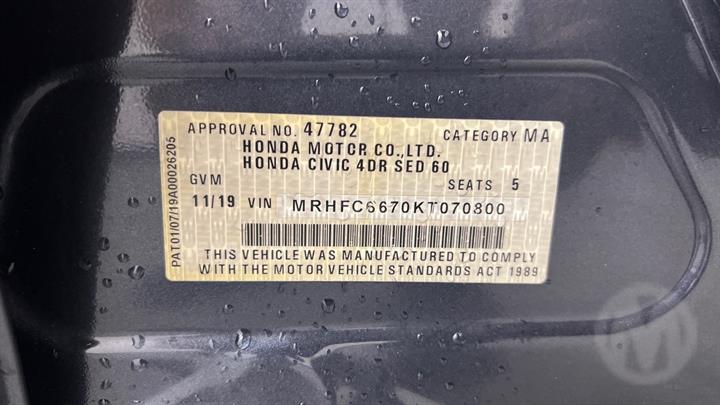 APPROVAL NO. 47782 CATEGORY MA
HONDA MOTOR CO.,LTD.
HONDA CIVIC 4DR SED 60
GVM SEATS 5
11/19 VIN MRHFC6670KT070800
THIS VEHICLE WAS MANUFACTURED TO COMPLY
WITH THE MOTOR VEHICLE STANDARDS ACT 1989
PAT01/07/19A00026205
M